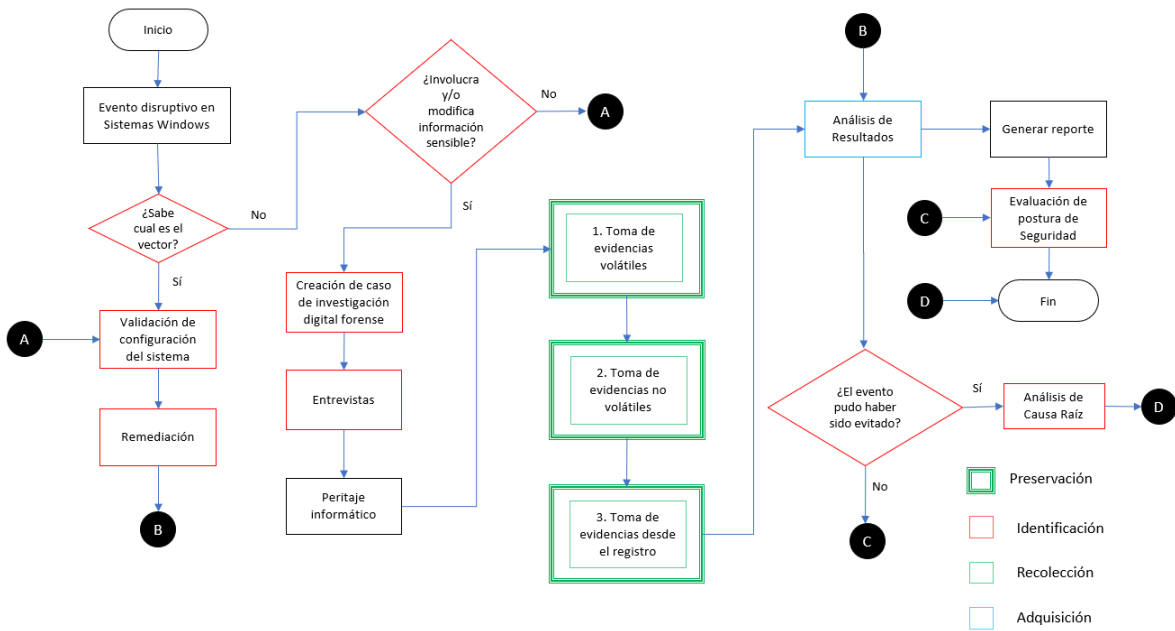 Inicio
Evento disruptivo en
Sistemas Windows
¿Sabe
cual es el
vector?
No
Sí
A
Validación de
configuración
del sistema
Remediación
B
¿Involucra
y/o
modifica
información
sensible?
No
A
Sí
Creación de caso
de investigación
digital forense
Entrevistas
Peritaje
informático
1. Toma de
evidencias
volátiles
2. Toma de
evidencias no
volátiles
3. Toma de
evidencias desde
el registro
B
Análisis de
Resultados
Generar reporte
C
Evaluación de
postura de
Seguridad
D
Fin
¿El evento
pudo haber
sido evitado?
Sí
Análisis de
Causa Raíz
D
No
C
Preservación
Identificación
Recolección
Adquisición